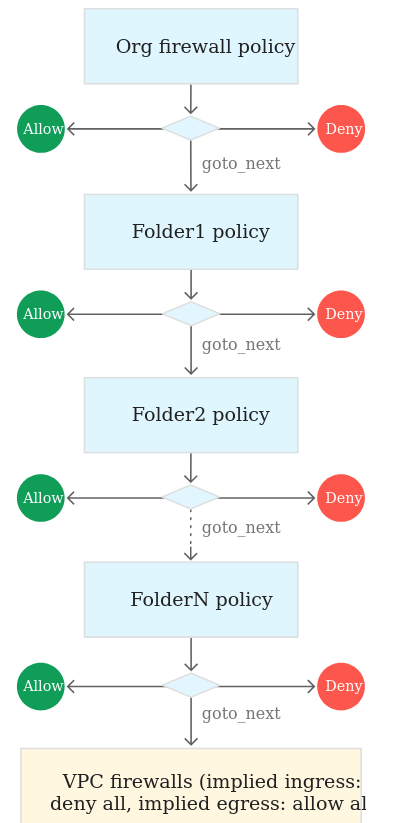 Org firewall policy
Allow
Deny
goto_next
Folder1 policy
Allow
Deny
goto_next
Folder2 policy
Allow
Deny
goto_next
FolderN policy
Allow
Deny
goto_next
VPC firewalls (implied ingress:
deny all, implied egress: allow al